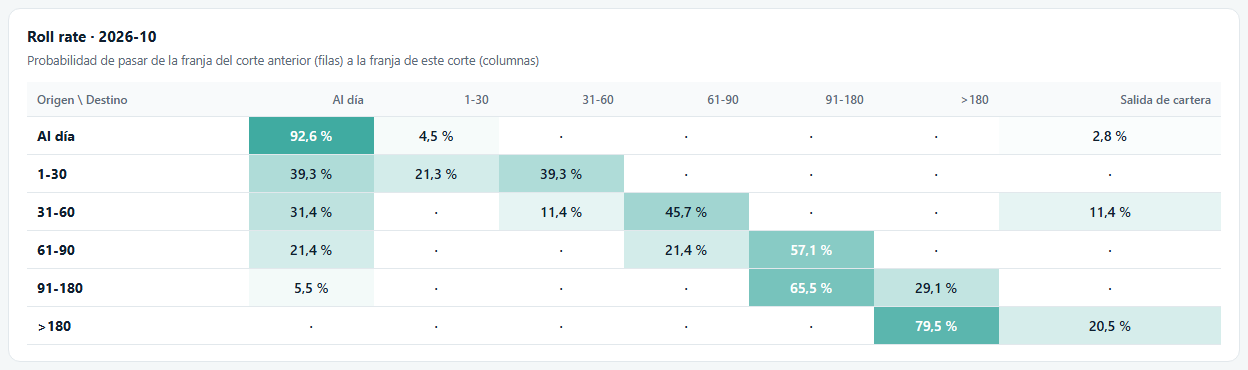 Roll rate · 2026-10
Probabilidad de pasar de la franja del corte anterior (filas) a la franja de este corte (columnas)
Origen \ Destino Al día 1-30 31-60 61-90 91-180 >180 Salida de cartera
Al día 92,6 % 4,5 % · · · · 2,8 %
1-30 39,3 % 21,3 % 39,3 % · · · ·
31-60 31,4 % · 11,4 % 45,7 % · · 11,4 %
61-90 21,4 % · · 21,4 % 57,1 % · ·
91-180 5,5 % · · · 65,5 % 29,1 % ·
>180 · · · · · 79,5 % 20,5 %